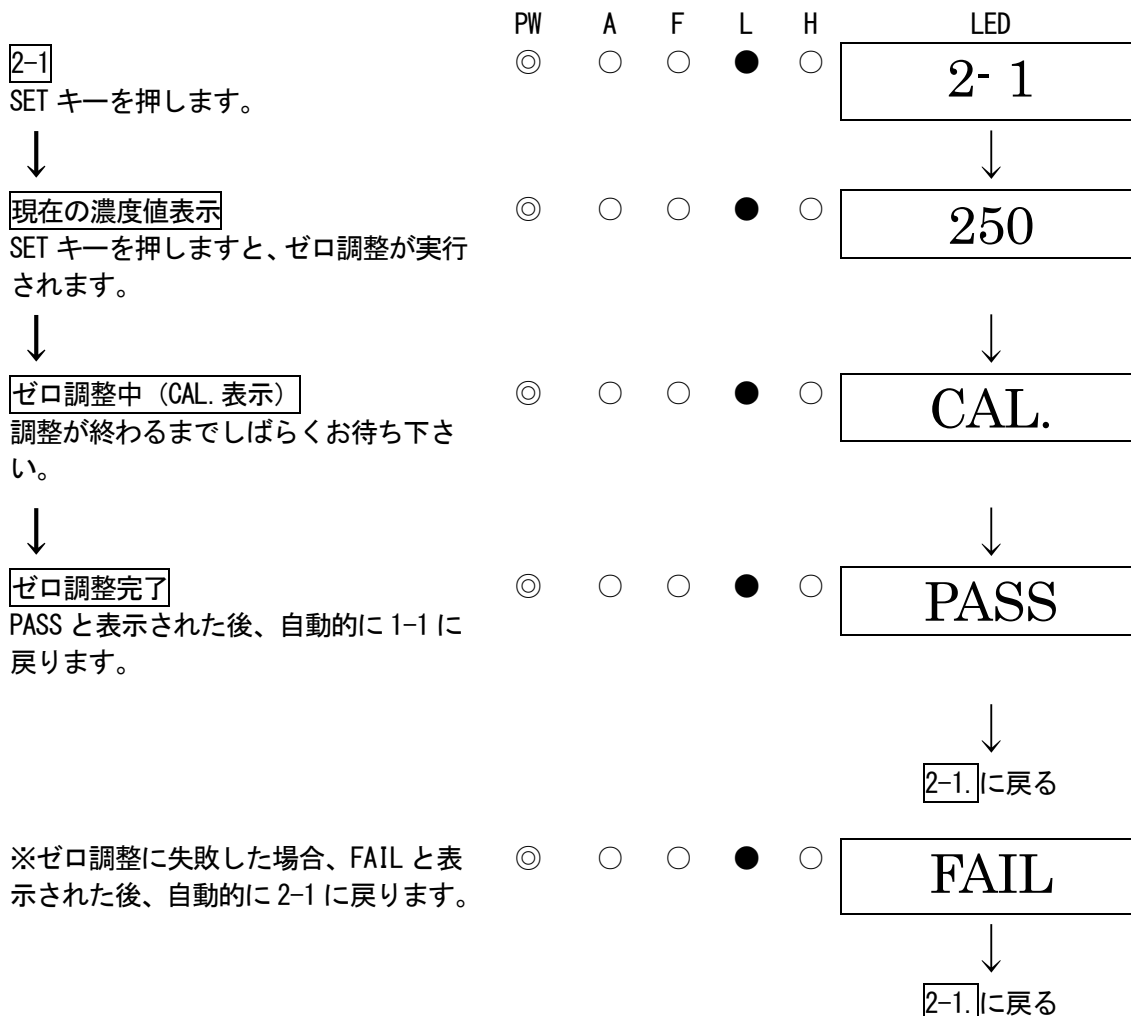 PW A F L H LED
2-1 ◎ ○ ○ ● ○ 2- 1
SET キーを押します。
↓ ↓
現在の濃度値表示 ◎ ○ ○ ● ○ 250
SET キーを押しますと、ゼロ調整が実行
されます。
↓ ↓
ゼロ調整中（CAL.表示） ◎ ○ ○ ● ○ CAL.
調整が終わるまでしばらくお待ち下さ
い。
↓ ↓
ゼロ調整完了 ◎ ○ ○ ● ○ PASS
PASS と表示された後、自動的に 1-1 に
戻ります。
↓
2-1.に戻る
※ゼロ調整に失敗した場合、FAIL と表 ◎ ○ ○ ● ○ FAIL
示された後、自動的に 2-1 に戻ります。
↓
2-1.に戻る